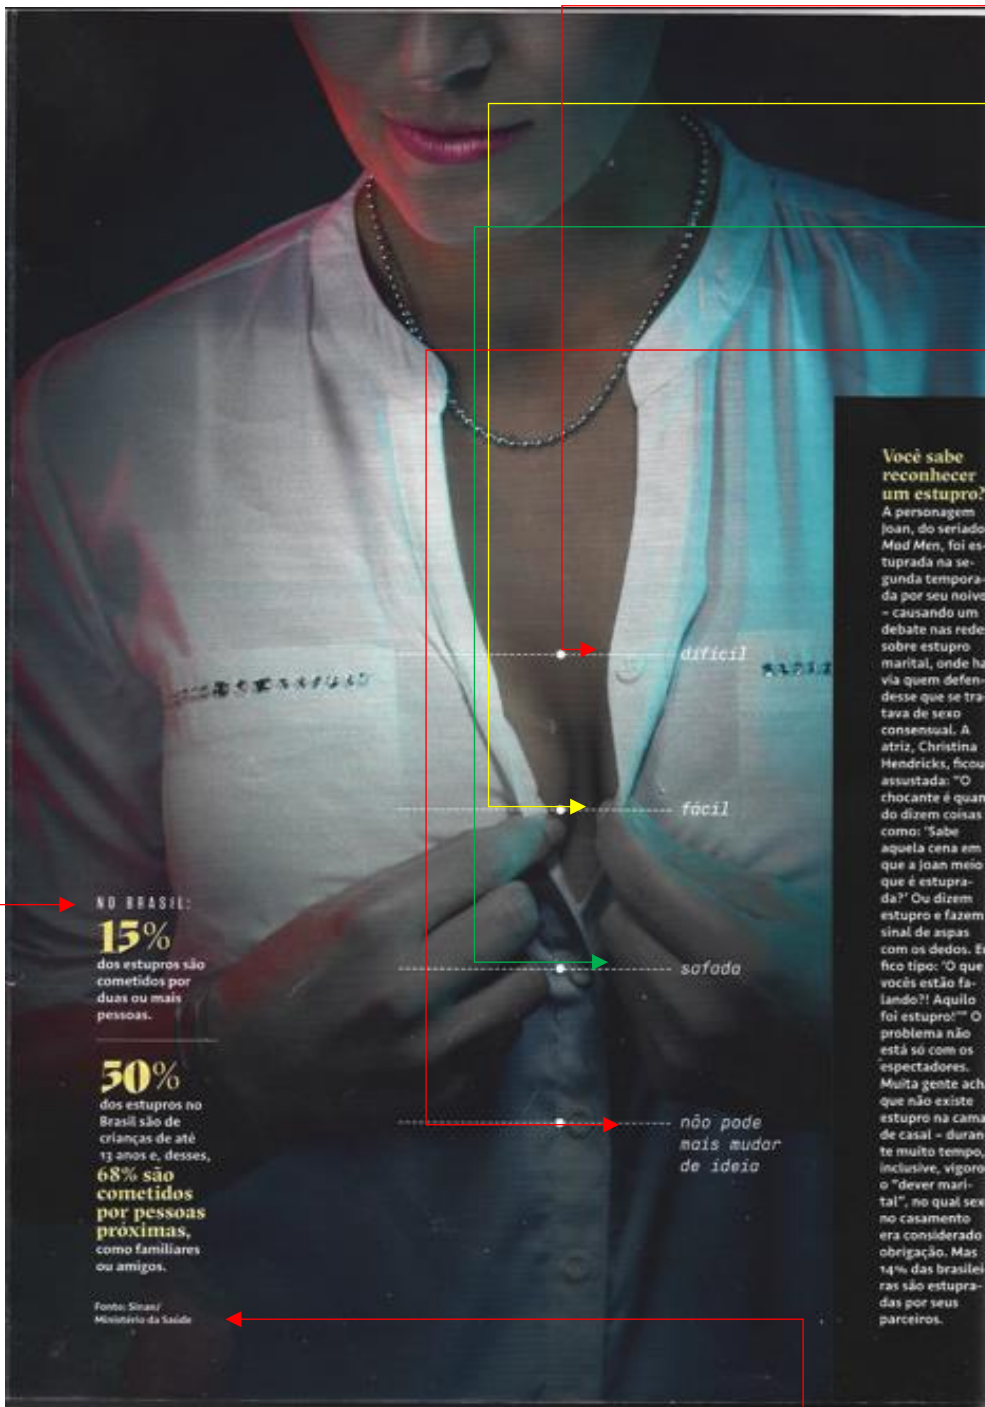 difícil
fácil
safada
não pode
mais mudar
de ideia
NO BRASIL:
15%
dos estupros são
cometidos por
duas ou mais
pessoas.
50%
dos estupros no
Brasil são de
crianças de até
13 anos e, desses,
68% são
cometidos
por pessoas
próximas,
como familiares
ou amigos.
Fonte: Sinan/
Ministério da Saúde
Você sabe
reconhecer
um estupro?
A personagem
Joan, do seriado
Mad Men, foi es-
tuprada na se-
gunda tempora-
da por seu noivo
– causando um
debate nas rede
sobre estupro
marital, onde ha
via quem defen-
desse que se tra-
tava de sexo
consensual. A
atriz, Christina
Hendricks, ficou
assustada: "O
chocante é quan
do dizem coisas
como: 'Sabe
aquela cena em
que a Joan meio
que é estupra-
da?' Ou dizem
estupro e fazem
sinal de aspas
com os dedos. Eu
fico tipo: 'O que
vocês estão fa-
lando?! Aquilo
foi estupro!'" O
problema não
está só com os
espectadores.
Muita gente ach
que não existe
estupro na cama
de casal – duran
te muito tempo,
inclusive, vigoro
o "dever mari-
tal", no qual sex
no casamento
era considerado
obrigação. Mas
14% das brasilei
ras são estupra-
das por seus
parceiros.